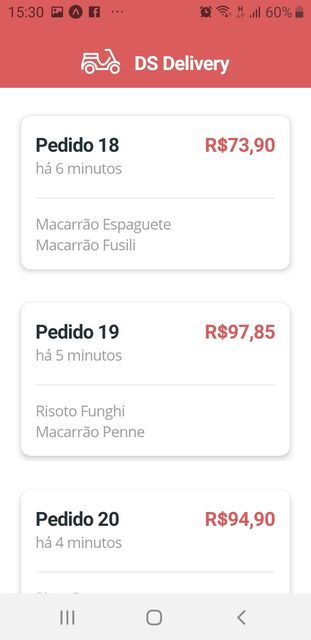 15:30 60%
DS Delivery
Pedido 18 R$73,90
há 6 minutos
Macarrão Espaguete
Macarrão Fusili
Pedido 19 R$97,85
há 5 minutos
Risoto Funghi
Macarrão Penne
Pedido 20 R$94,90
há 4 minutos